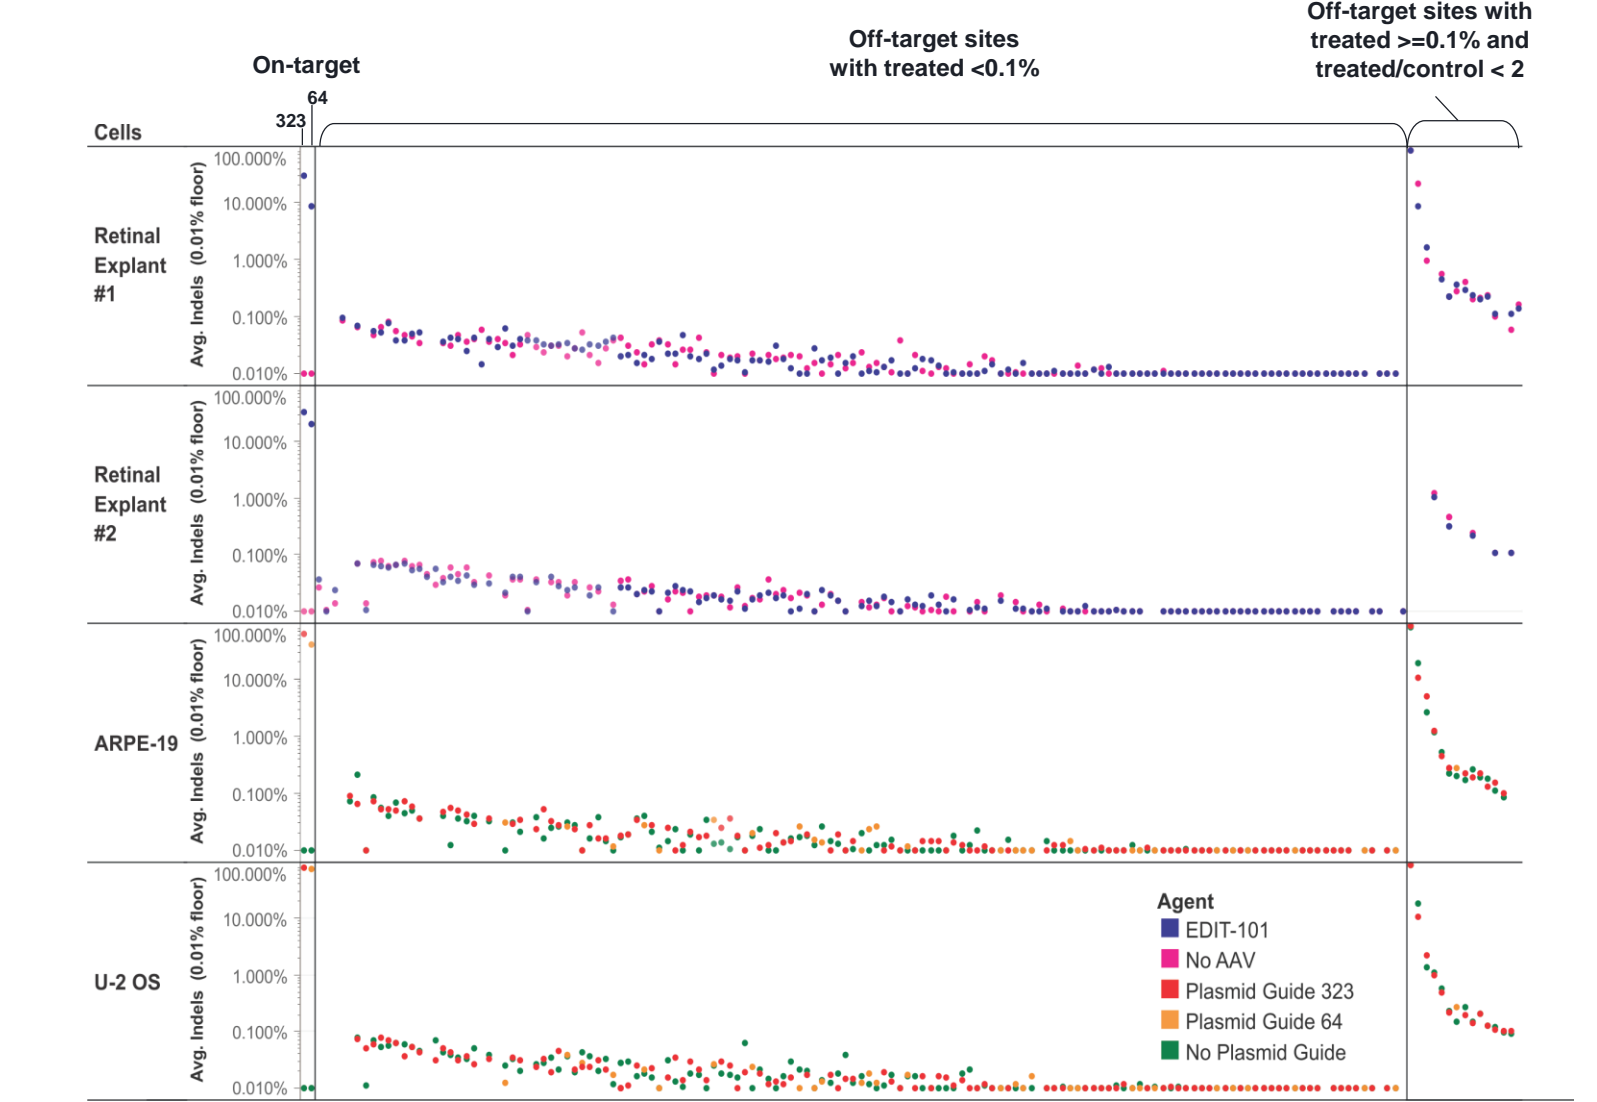 Off-target sites with
treated >=0.1% and
treated/control < 2
Off-target sites
with treated <0.1%
On-target
64
323
Cells
Retinal
Explant
#1
Avg. Indels (0.01% floor)
100.000%
10.000%
1.000%
0.100%
0.010%
Retinal
Explant
#2
Avg. Indels (0.01% floor)
100.000%
10.000%
1.000%
0.100%
0.010%
ARPE-19
Avg. Indels (0.01% floor)
100.000%
10.000%
1.000%
0.100%
0.010%
U-2 OS
Avg. Indels (0.01% floor)
100.000%
10.000%
1.000%
0.100%
0.010%
Agent
EDIT-101
No AAV
Plasmid Guide 323
Plasmid Guide 64
No Plasmid Guide